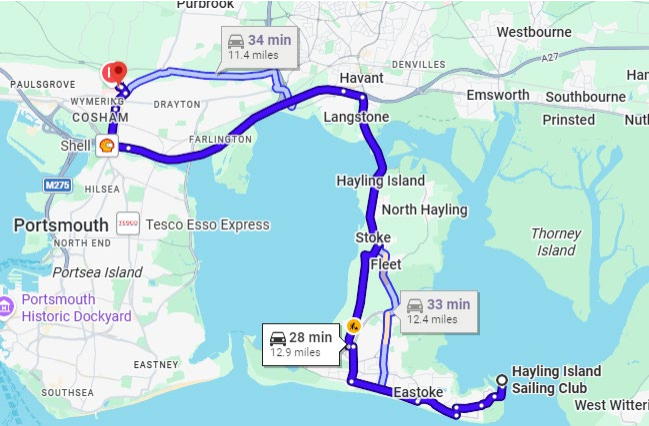 Purbrook
Westbourne
34 min
11.4 miles
A27
DENVILLES
Havant
PAULSGROVE
WYMERING
DRAYTON
Emsworth
Southbourne
COSHAM
Langstone
Prinsted
Shell
FARLINGTON
Hayling Island
M275
HILSEA
North Hayling
Portsmouth
TESCO
Tesco Esso Express
Stoke
Thorney
Island
NORTH END
Fleet
Portsea Island
Portsmouth
Historic Dockyard
33 min
12.4 miles
28 min
12.9 miles
EASTNEY
Hayling Island
Sailing Club
SOUTHSEA
Eastoke
West Witteri